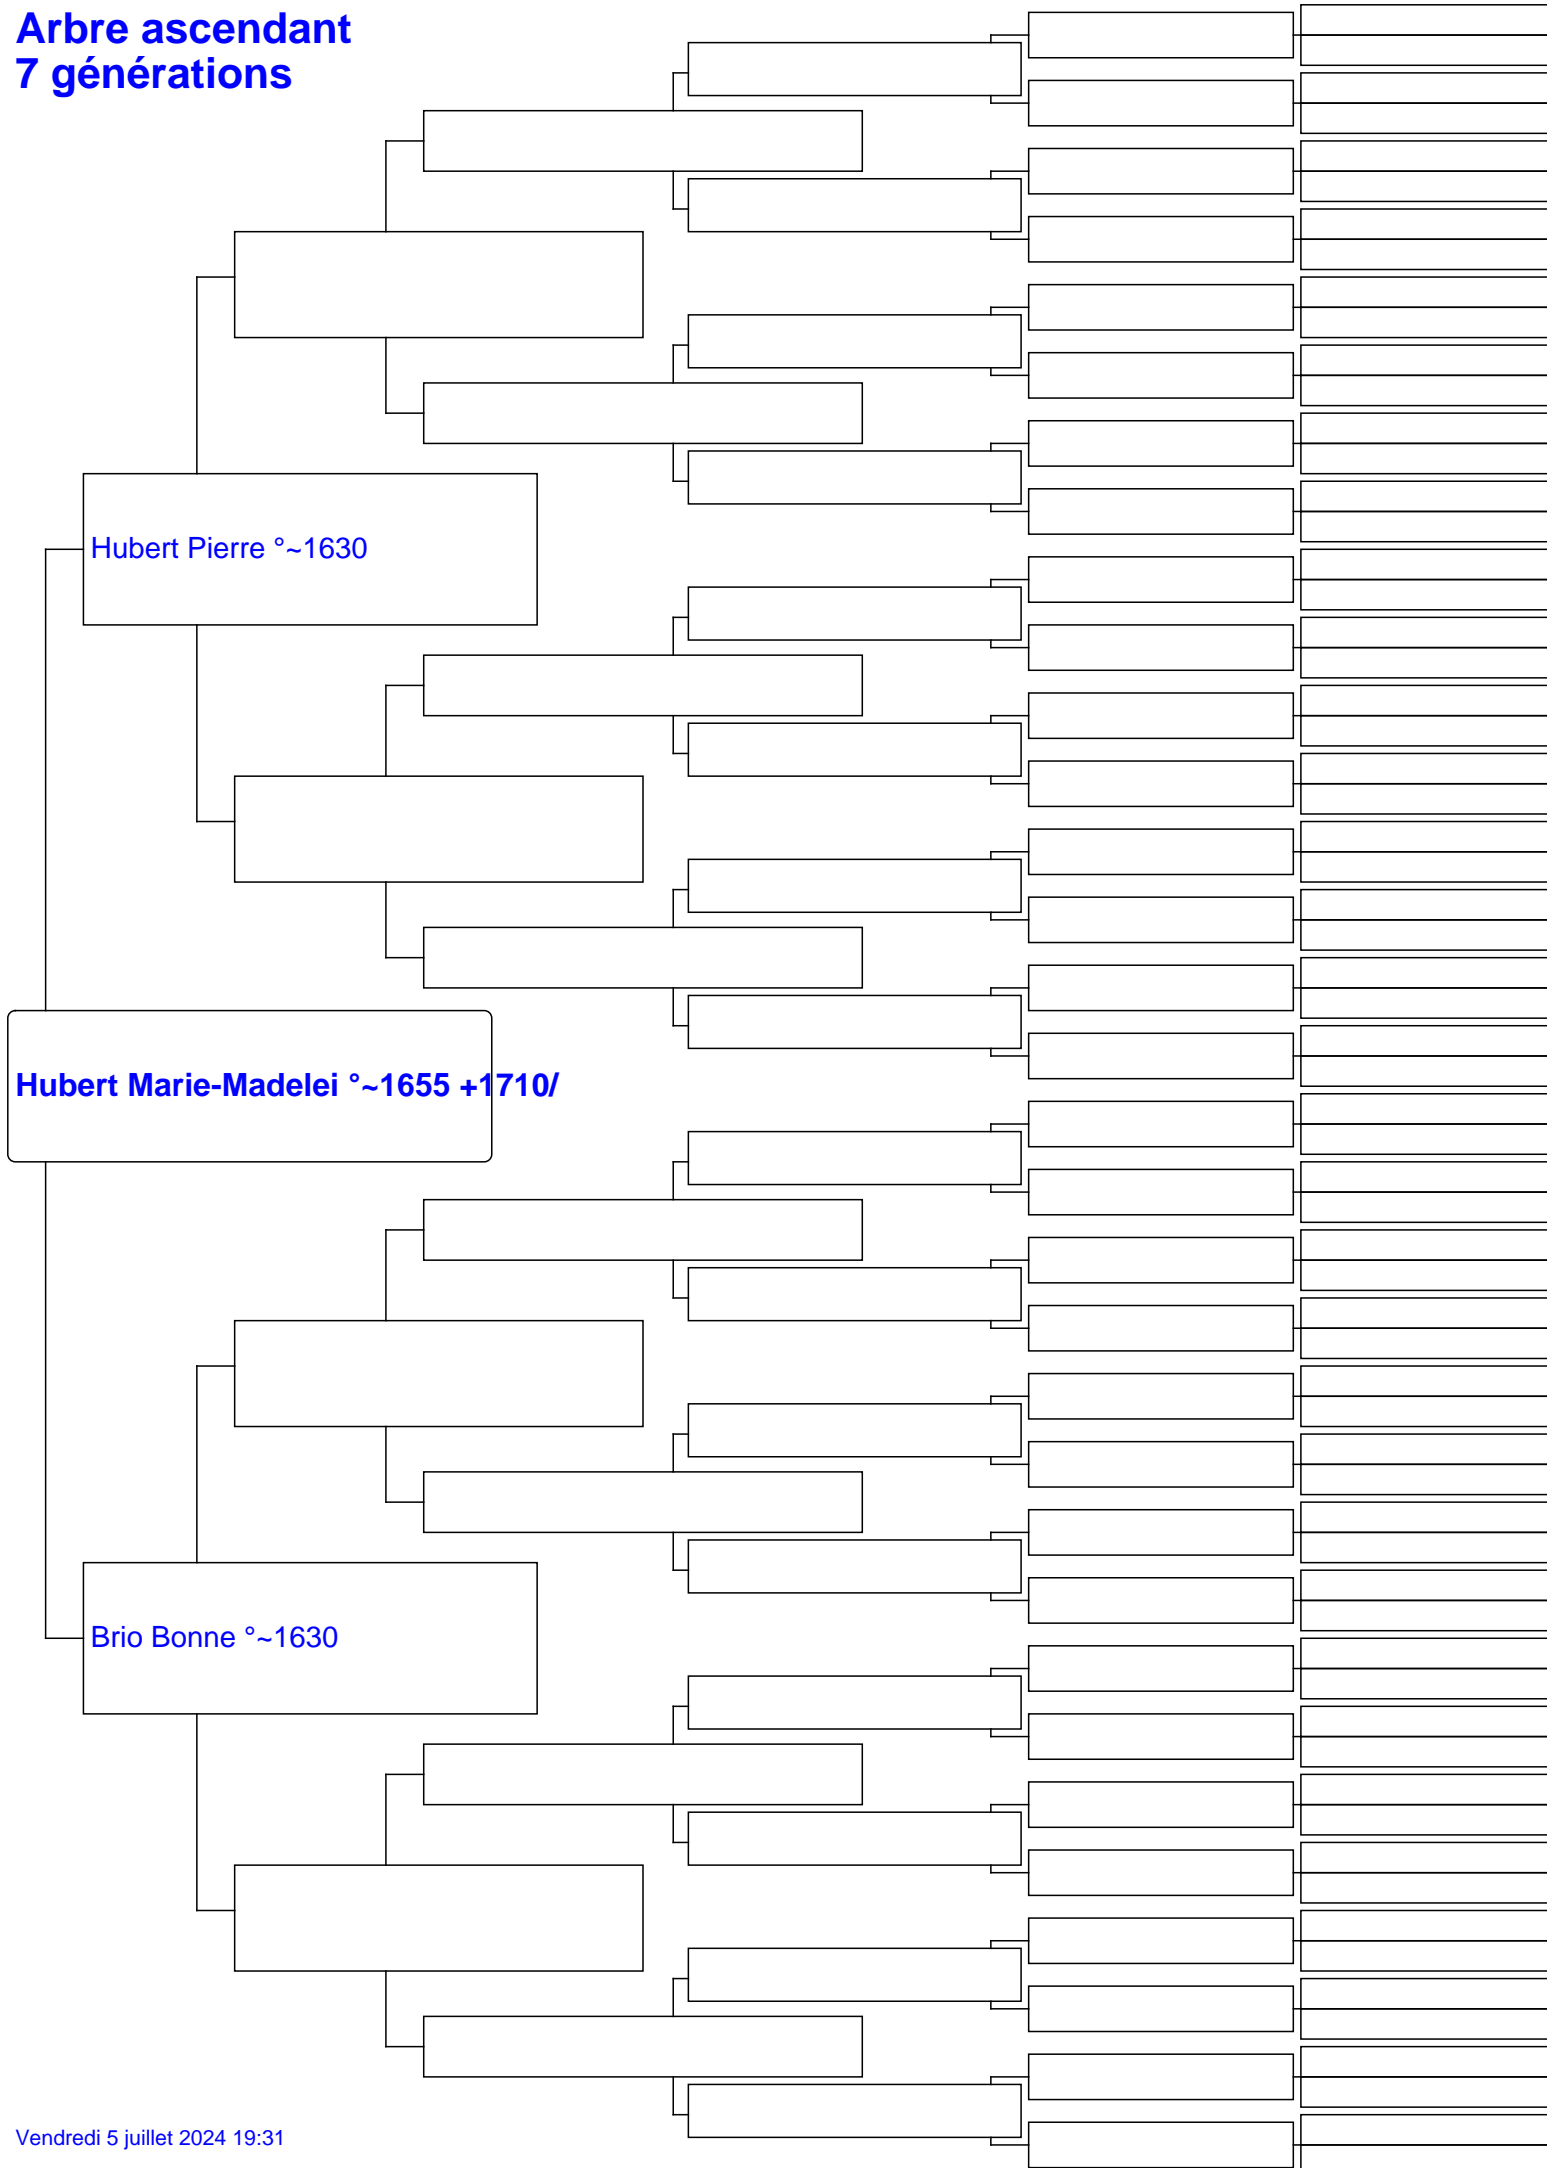 Arbre ascendant
7 générations
Hubert Pierre °~1630
Hubert Marie-Madelei °~1655 +1710/
Brio Bonne °~1630
Vendredi 5 juillet 2024 19:31